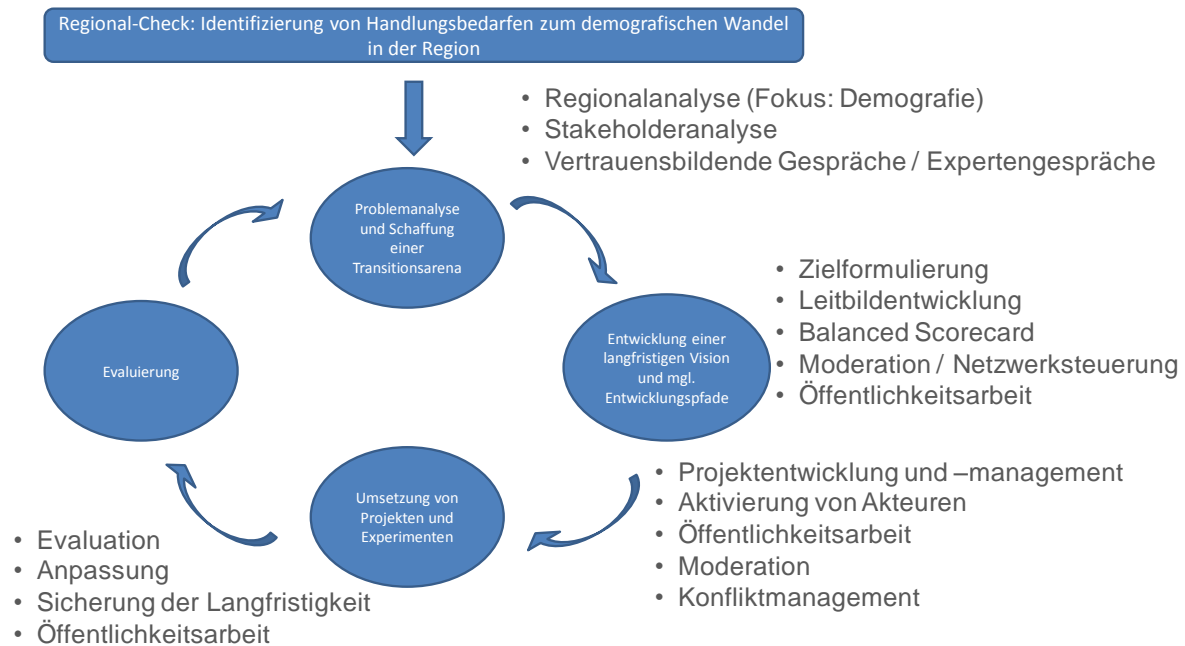 Regional-Check: Identifizierung von Handlungsbedarfen zum demografischen Wandel
in der Region
• Regionalanalyse (Fokus: Demografie)
• Stakeholderanalyse
• Vertrauensbildende Gespräche / Expertengespräche
Problemanalyse
und Schaffung
einer
Transitionsarena
• Zielformulierung
• Leitbildentwicklung
• Balanced Scorecard
• Moderation / Netzwerksteuerung
• Öffentlichkeitsarbeit
Entwicklung einer
langfristigen Vision
und mgl.
Entwicklungspfade
Evaluierung
• Projektentwicklung und –management
• Aktivierung von Akteuren
• Öffentlichkeitsarbeit
• Moderation
• Konfliktmanagement
Umsetzung von
Projekten und
Experimenten
• Evaluation
• Anpassung
• Sicherung der Langfristigkeit
• Öffentlichkeitsarbeit